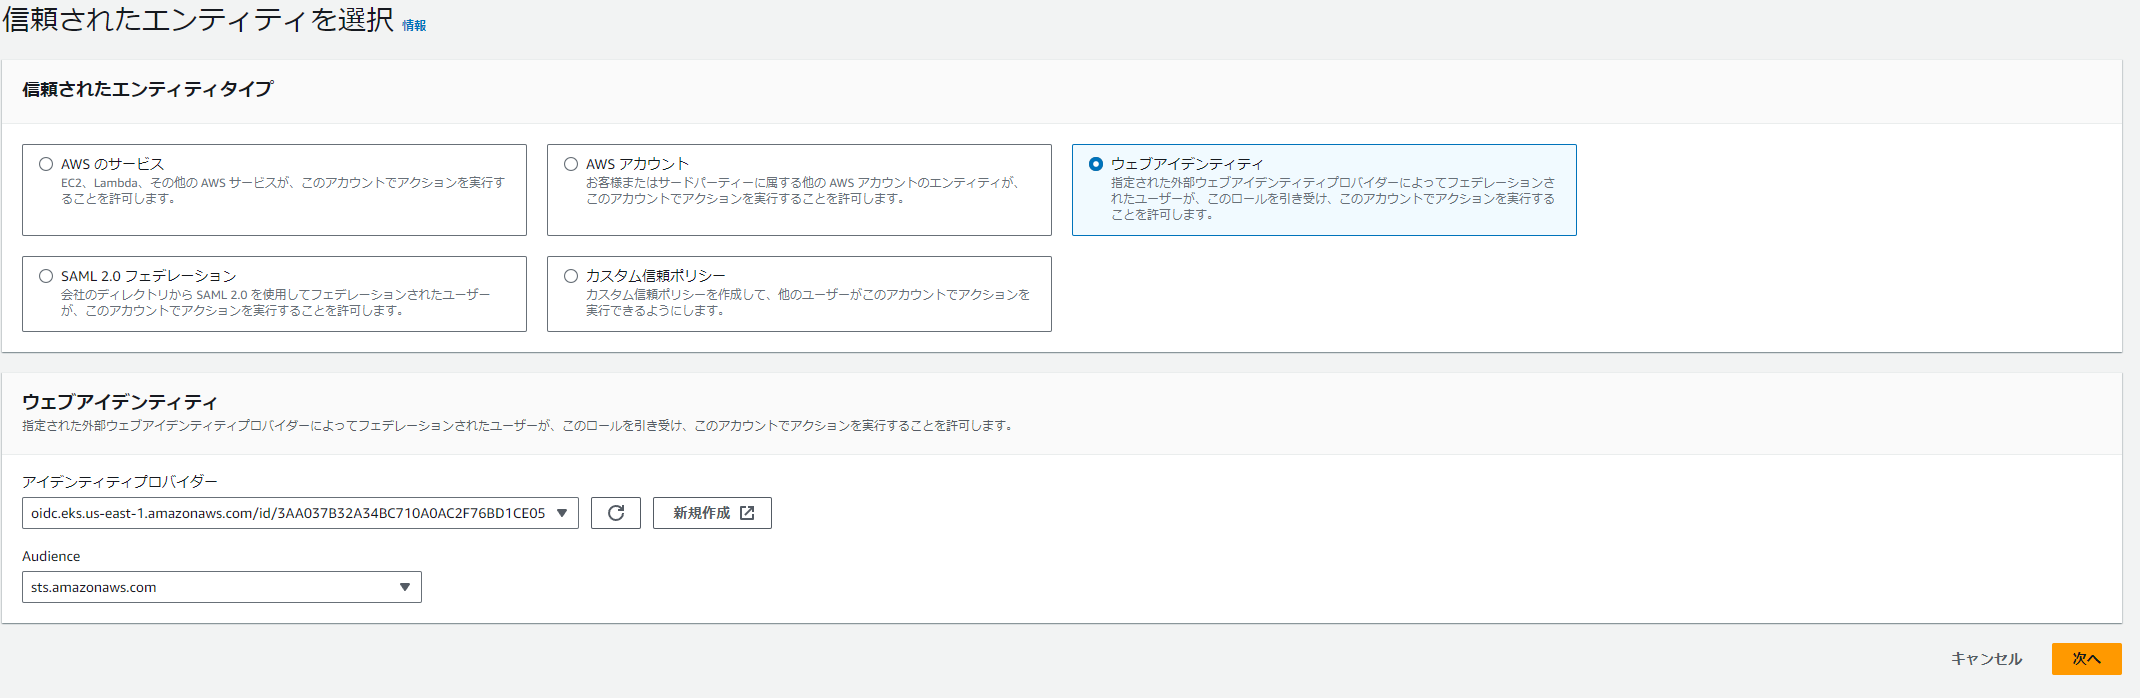 信頼されたエンティティを選択 情報
信頼されたエンティティタイプ
AWS のサービス
EC2、Lambda、その他の AWS サービスが、このアカウントでアクションを実行す
ることを許可します。
AWS アカウント
お客様またはサードパーティーに属する他の AWS アカウントのエンティティが、
このアカウントでアクションを実行することを許可します。
ウェブアイデンティティ
指定された外部ウェブアイデンティティプロバイダーによってフェデレーションさ
れたユーザーが、このロールを引き受け、このアカウントでアクションを実行する
ことを許可します。
SAML 2.0 フェデレーション
会社のディレクトリから SAML 2.0 を使用してフェデレーションされたユーザー
が、このアカウントでアクションを実行することを許可します。
カスタム信頼ポリシー
カスタム信頼ポリシーを作成して、他のユーザーがこのアカウントでアクションを
実行できるようにします。
ウェブアイデンティティ
指定された外部ウェブアイデンティティプロバイダーによってフェデレーションされたユーザーが、このロールを引き受け、このアカウントでアクションを実行することを許可します。
アイデンティティプロバイダー
oidc.eks.us-east-1.amazonaws.com/id/3AA037B32A34BC710A0AC2F76BD1CE05
新規作成
Audience
sts.amazonaws.com
キャンセル
次へ